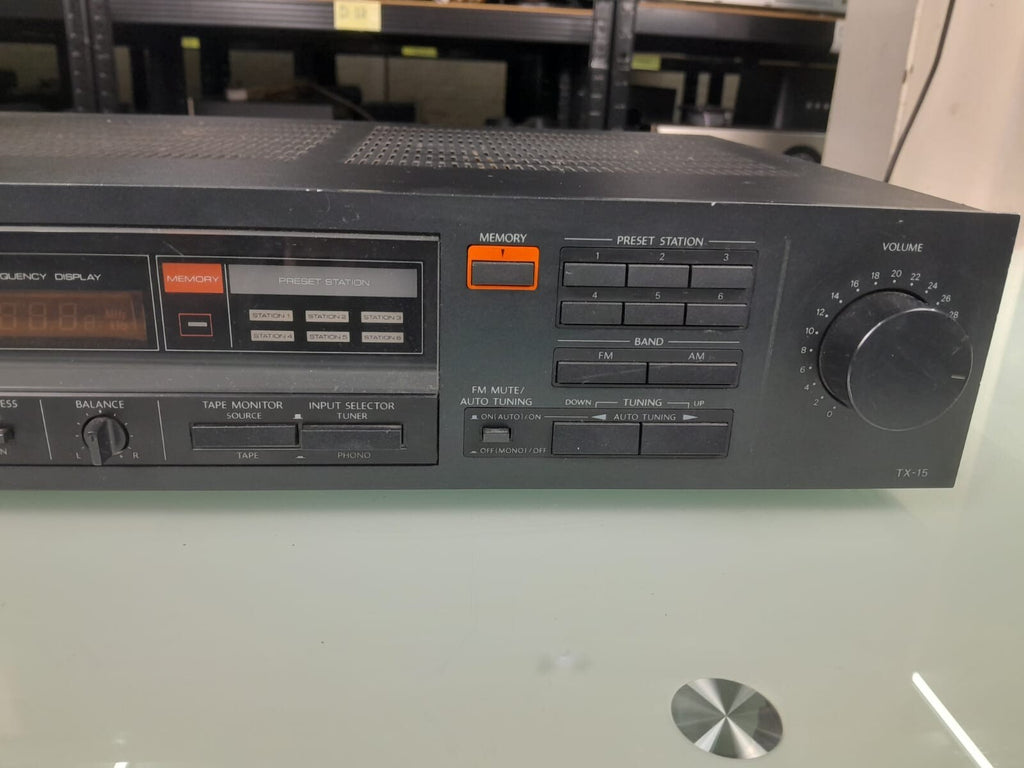 D 12
MEMORY
PRESET STATION
1 2 3
4 5 6
BAND
FM AM
VOLUME
0 2 4 6 8 10 12 14 16 18 20 22 24 26 28
QUENCY DISPLAY
MEMORY
PRESET STATION
STATION 1 STATION 2 STATION 3
STATION 4 STATION 5 STATION 6
FM MUTE/
AUTO TUNING
ON(AUTO)/ON
OFF(MONO)/OFF
DOWN TUNING UP
AUTO TUNING
ESS
N
BALANCE
L R
TAPE MONITOR
SOURCE
TAPE
INPUT SELECTOR
TUNER
PHONO
TX-15